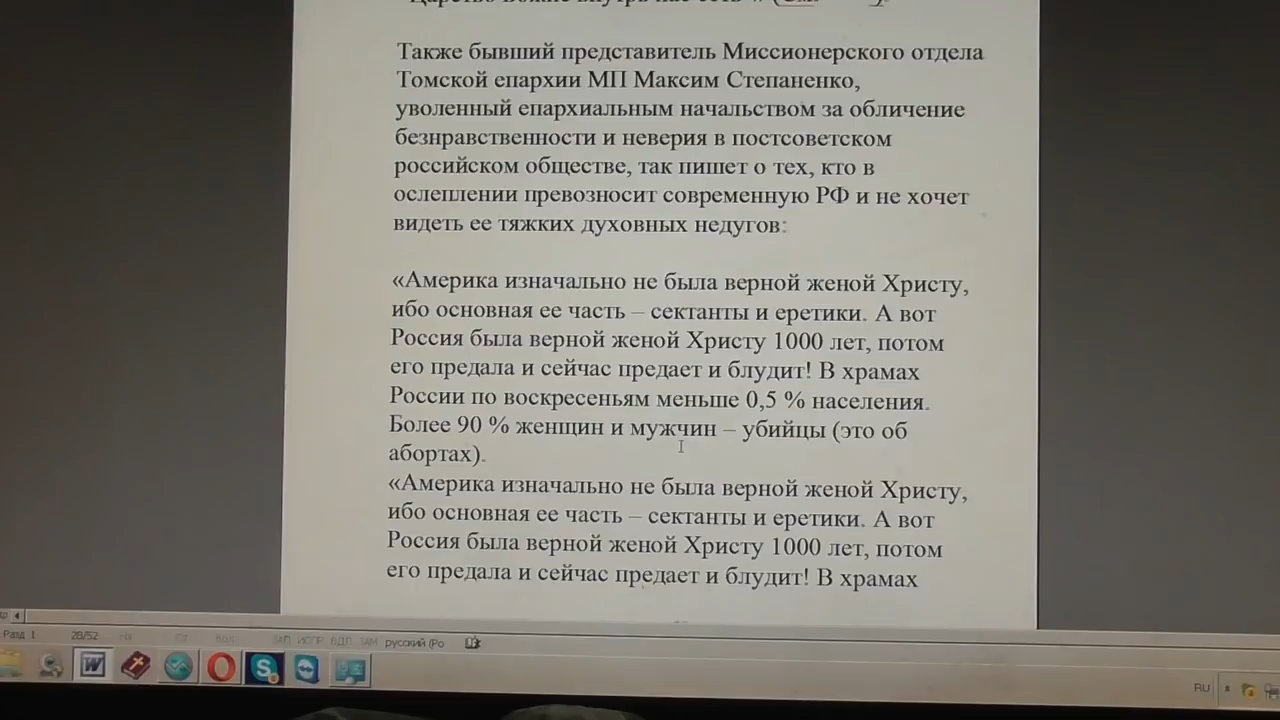 Также бывший представитель Миссионерского отдела
Томской епархии МП Максим Степаненко,
уволенный епархиальным начальством за обличение
безнравственности и неверия в постсоветском
российском обществе, так пишет о тех, кто в
ослеплении превозносит современную РФ и не хочет
видеть ее тяжких духовных недугов:
«Америка изначально не была верной женой Христу,
ибо основная ее часть – сектанты и еретики. А вот
Россия была верной женой Христу 1000 лет, потом
его предала и сейчас предает и блудит! В храмах
России по воскресеньям меньше 0,5 % населения.
Более 90 % женщин и мужчин – убийцы (это об
абортах).
«Америка изначально не была верной женой Христу,
ибо основная ее часть – сектанты и еретики. А вот
Россия была верной женой Христу 1000 лет, потом
его предала и сейчас предает и блудит! В храмах
Разд 1 28/52 ЗАП ИСПР ВДЛ ЗАМ русский (Ро
RU